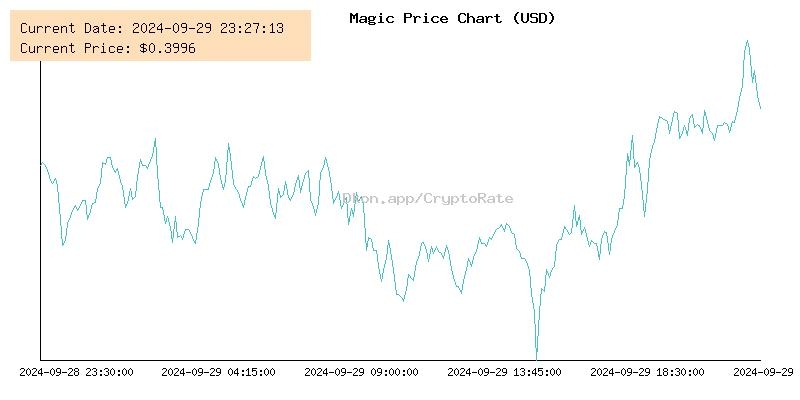 Magic Price Chart (USD)
Current Date: 2024-09-29 23:27:13
Current Price: $0.3996
Dhon.app/CryptoRate
2024-09-28 23:30:00 2024-09-29 04:15:00 2024-09-29 09:00:00 2024-09-29 13:45:00 2024-09-29 18:30:00 2024-09-29